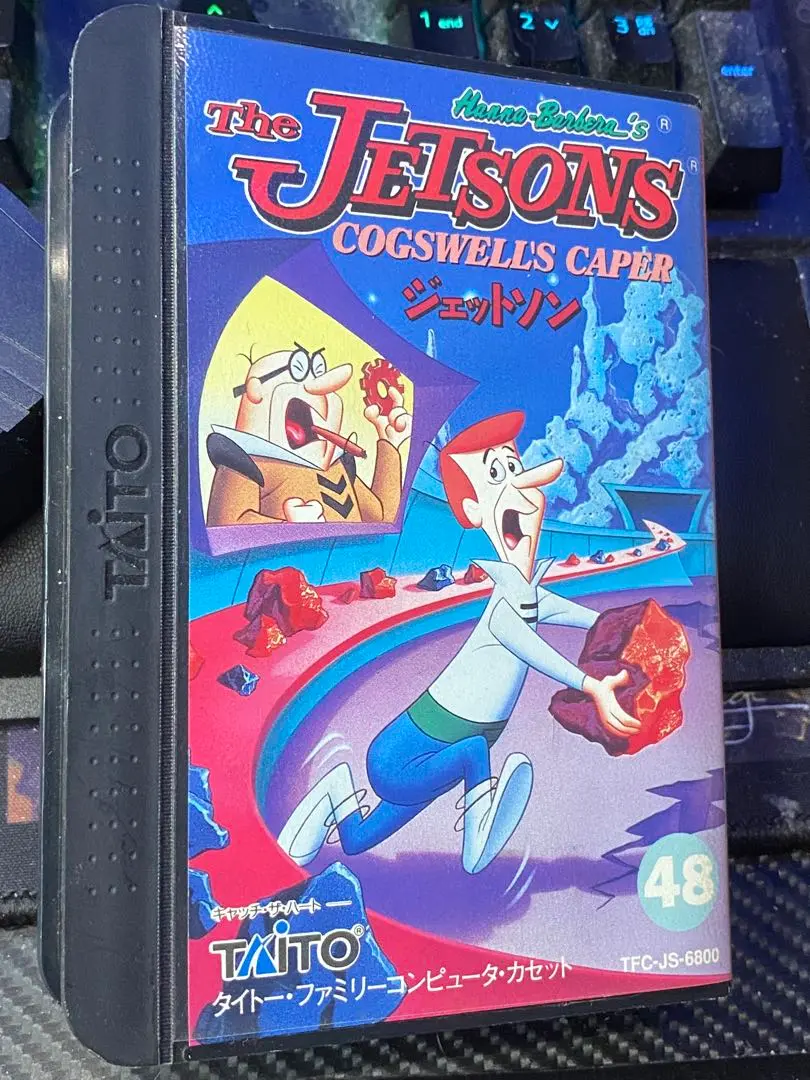 1 end
2
3
enter
Hanna-Barbera's ®
The JETSONS ®
COGSWELL'S CAPER
ジェットソン
TAITO
48
キャッチ・ザ・ハート
TAITO®
TFC-JS-6800
タイトー・ファミリーコンピュータ・カセット